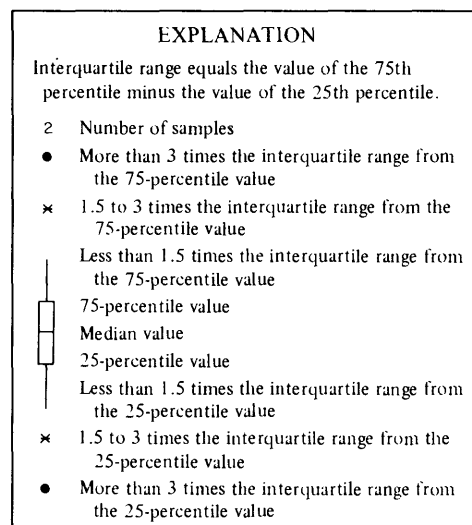 EXPLANATION
Interquartile range equals the value of the 75th
percentile minus the value of the 25th percentile.
2 Number of samples
● More than 3 times the interquartile range from
the 75-percentile value
× 1.5 to 3 times the interquartile range from the
75-percentile value
Less than 1.5 times the interquartile range from
the 75-percentile value
75-percentile value
Median value
25-percentile value
Less than 1.5 times the interquartile range from
the 25-percentile value
× 1.5 to 3 times the interquartile range from the
25-percentile value
● More than 3 times the interquartile range from
the 25-percentile value